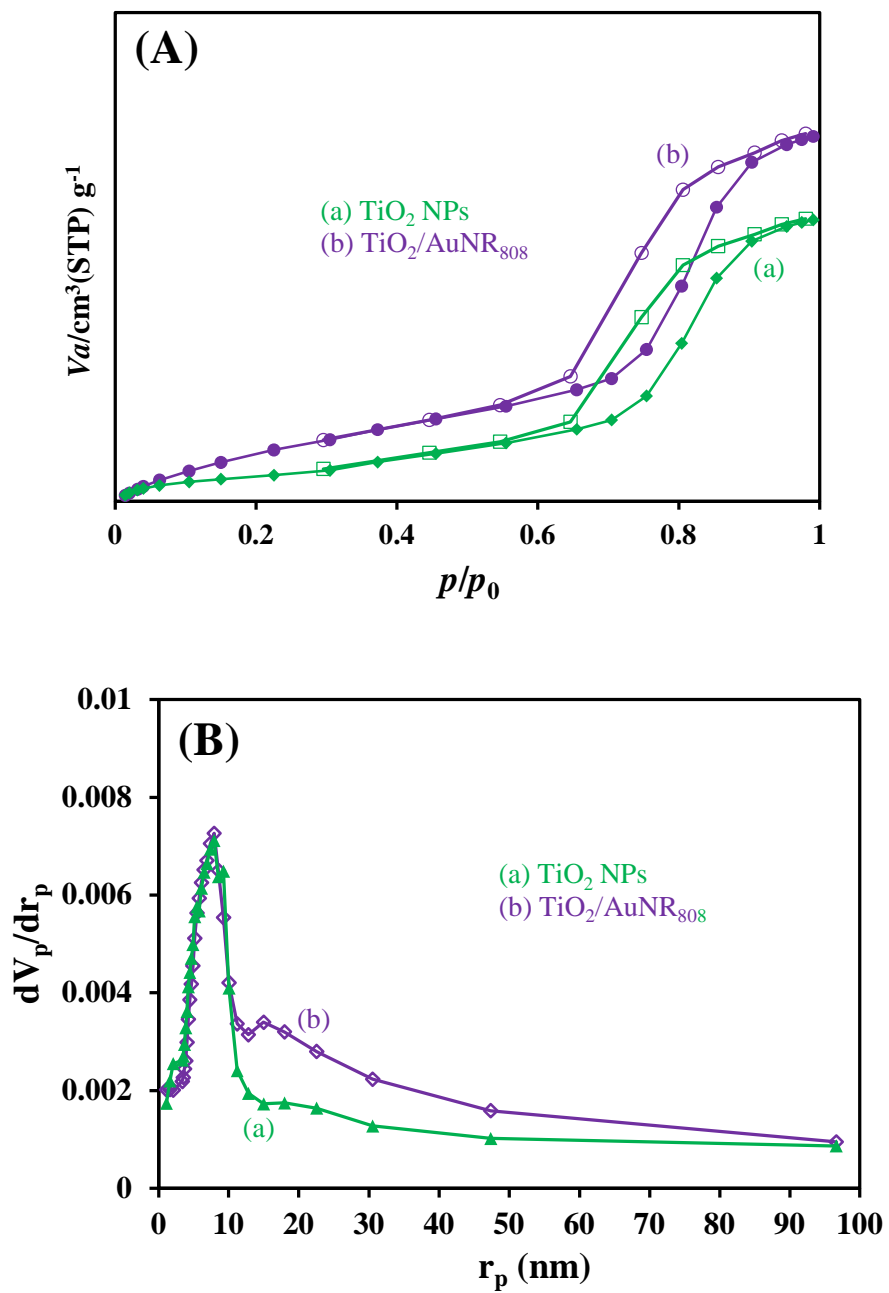 (A)
(b)
(a) TiO₂ NPs
(b) TiO₂/AuNR₈₀₈
(a)
Va/cm³(STP) g⁻¹
0 0.2 0.4 0.6 0.8 1
p/p₀
0.01
(B)
0.008
(a) TiO₂ NPs
(b) TiO₂/AuNR₈₀₈
0.006
dVₚ/drₚ
0.004
(b)
0.002
(a)
0
0 10 20 30 40 50 60 70 80 90 100
rₚ (nm)